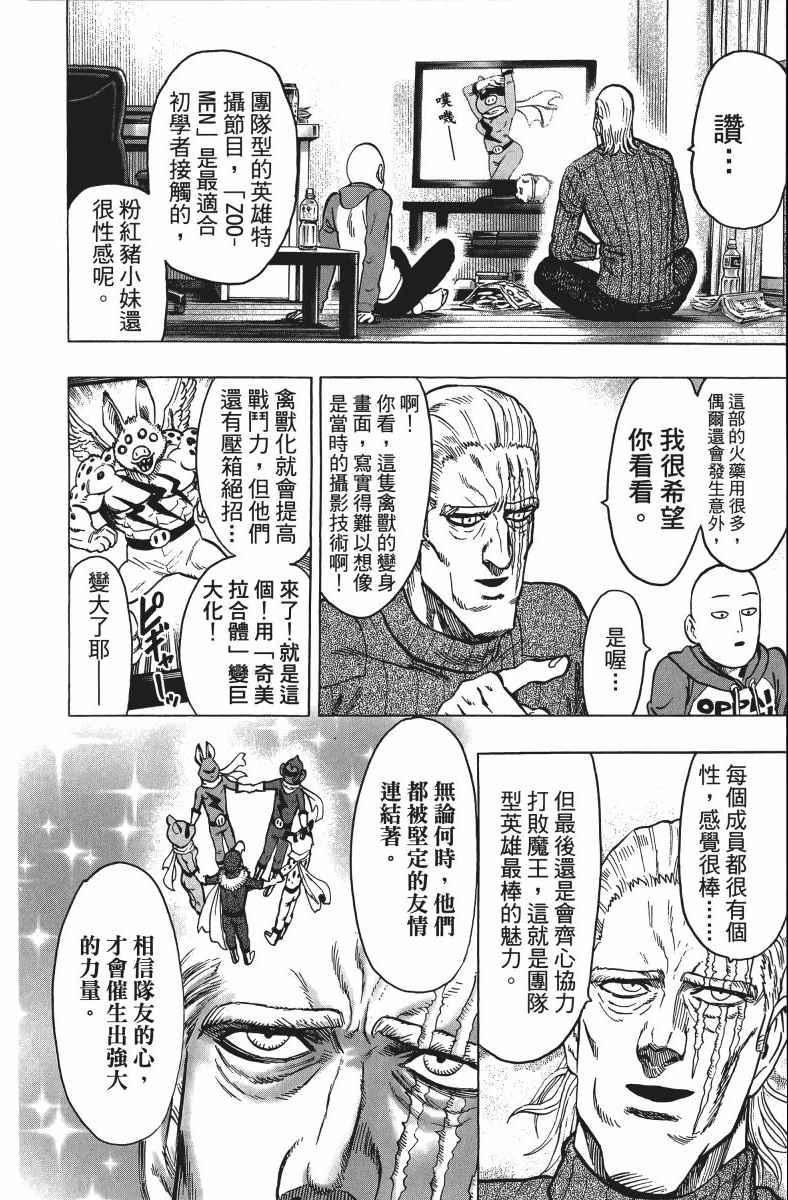 讚…
噗嘰——
團隊型的英雄特
攝節目，「ZOO-
MEN」是最適合
初學者接觸的，
粉紅豬小妹還
很性感呢。
這部的火藥用很多，
偶爾還會發生意外，
我很希望
你看看。
是喔…
OPPAI
啊！
你看，這隻禽獸的變身
畫面，寫實得難以想像
是當時的攝影技術啊！
禽獸化就會提高
戰鬥力，但他們
還有壓箱絕招…
來了！就是這
個！用「奇美
拉合體」變巨
大化！
ピギャーッ
變大了耶——
每個成員都很有個
性，感覺很棒……
但最後還是會齊心協力
打敗魔王，這就是團隊
型英雄最棒的魅力。
無論何時，他們
都被堅定的友情
連結著。
相信隊友的心，
才會催生出強大
的力量。